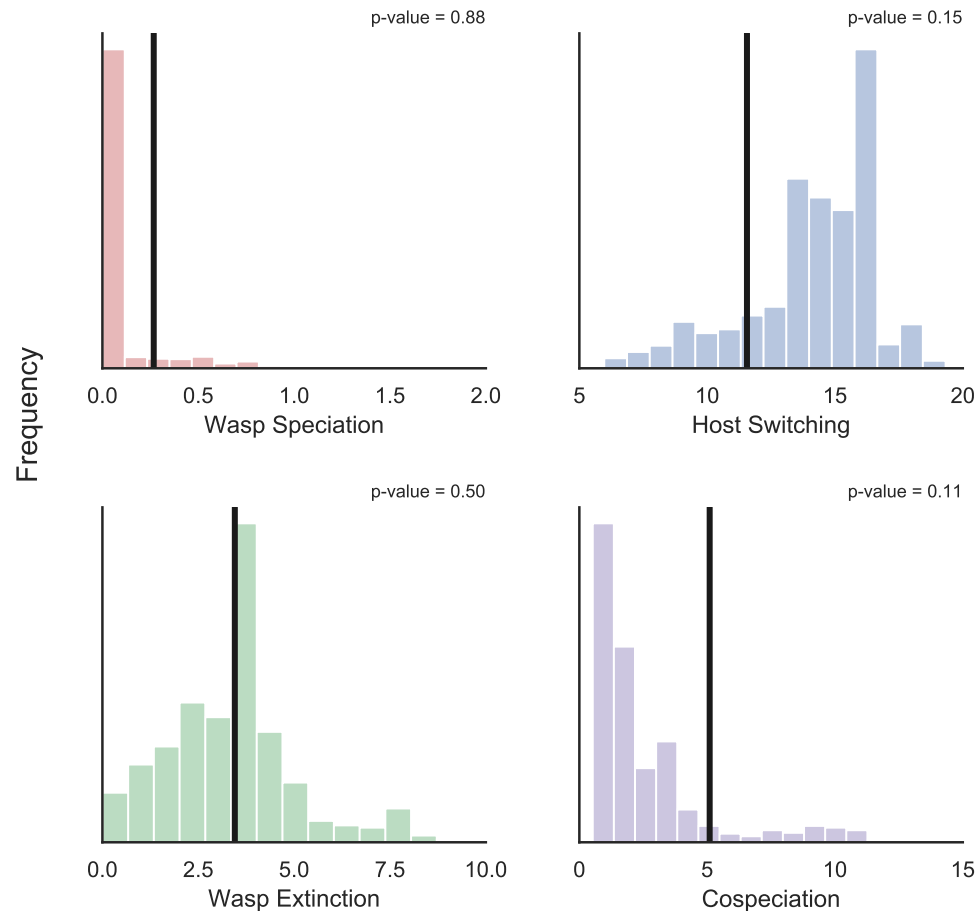 p-value = 0.88
p-value = 0.15
0.0 0.5 1.0 1.5 2.0
Wasp Speciation
5 10 15 20
Host Switching
Frequency
p-value = 0.50
p-value = 0.11
0.0 2.5 5.0 7.5 10.0
Wasp Extinction
0 5 10 15
Cospeciation